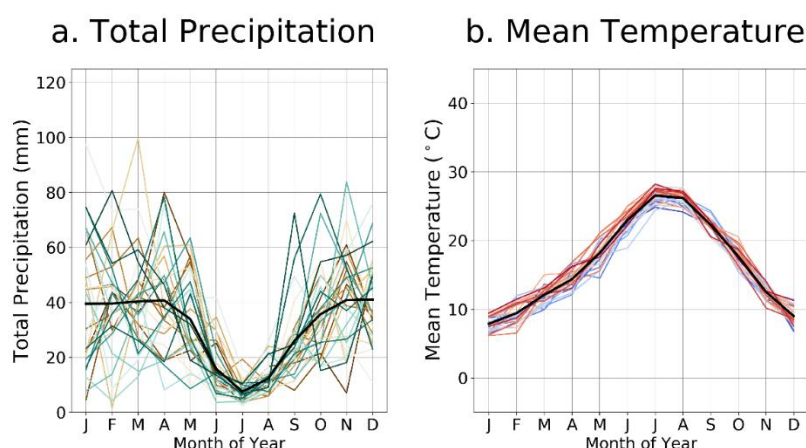 a. Total Precipitation
b. Mean Temperature
Total Precipitation (mm)
120
100
80
60
40
20
0
J F M A M J J A S O N D
Month of Year
Mean Temperature (°C)
40
30
20
10
0
J F M A M J J A S O N D
Month of Year